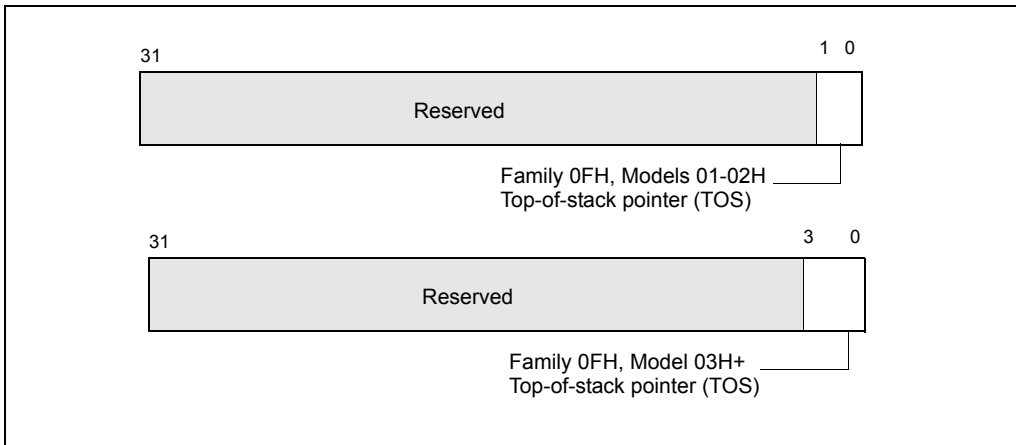 31 1 0
Reserved
Family 0FH, Models 01-02H
Top-of-stack pointer (TOS)
31 3 0
Reserved
Family 0FH, Model 03H+
Top-of-stack pointer (TOS)